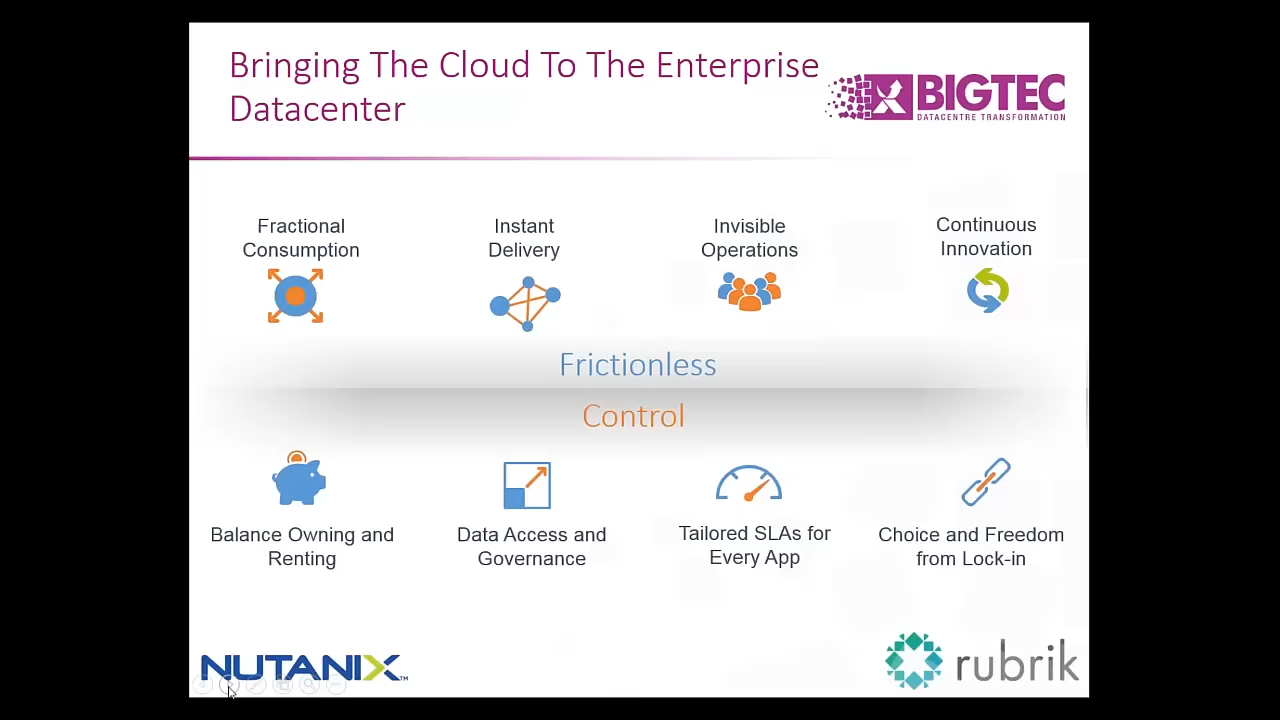 Bringing The Cloud To The Enterprise
Datacenter
BIGTEC
DATACENTRE TRANSFORMATION
Fractional
Consumption
Instant
Delivery
Invisible
Operations
Continuous
Innovation
Frictionless
Control
Balance Owning and
Renting
Data Access and
Governance
Tailored SLAs for
Every App
Choice and Freedom
from Lock-in
NUTANIX™
rubrik